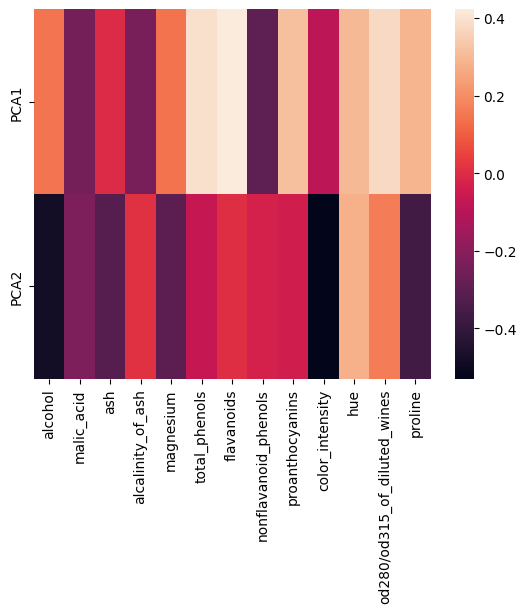 PCA1
PCA2
0.4
0.2
0.0
−0.2
−0.4
alcohol
malic_acid
ash
alcalinity_of_ash
magnesium
total_phenols
flavanoids
nonflavanoid_phenols
proanthocyanins
color_intensity
hue
od280/od315_of_diluted_wines
proline